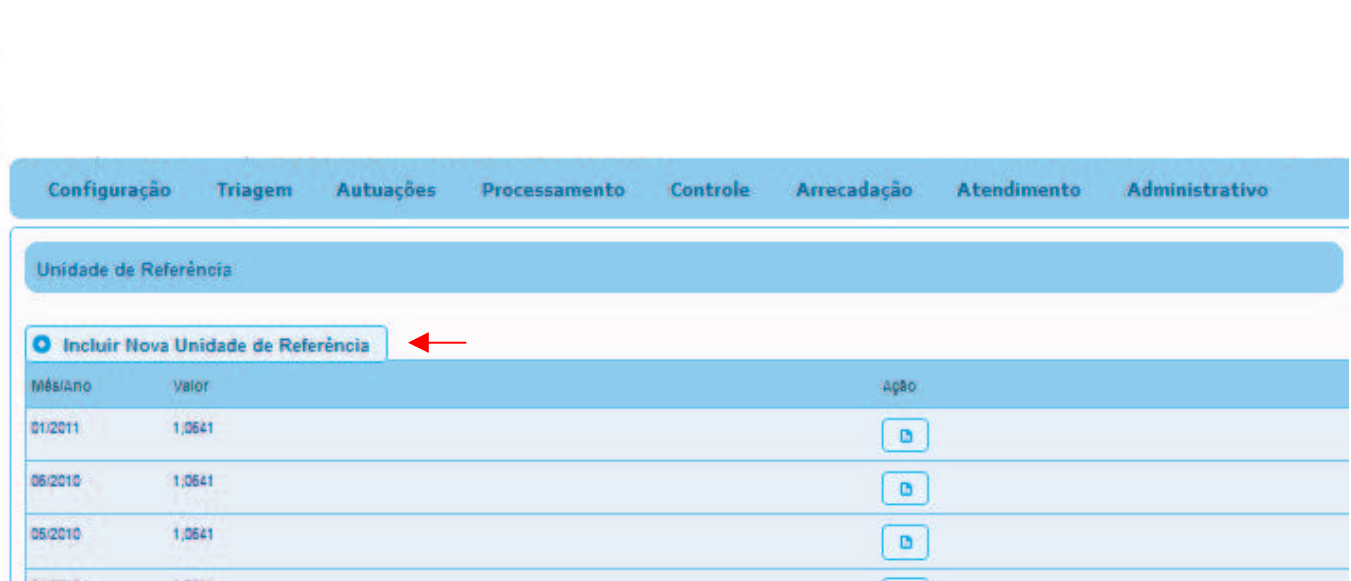 Configuração Triagem Autuações Processamento Controle Arrecadação Atendimento Administrativo
Unidade de Referência
Incluir Nova Unidade de Referência
Mês/Ano Valor Ação
01/2011 1,0641
06/2010 1,0641
05/2010 1,0641